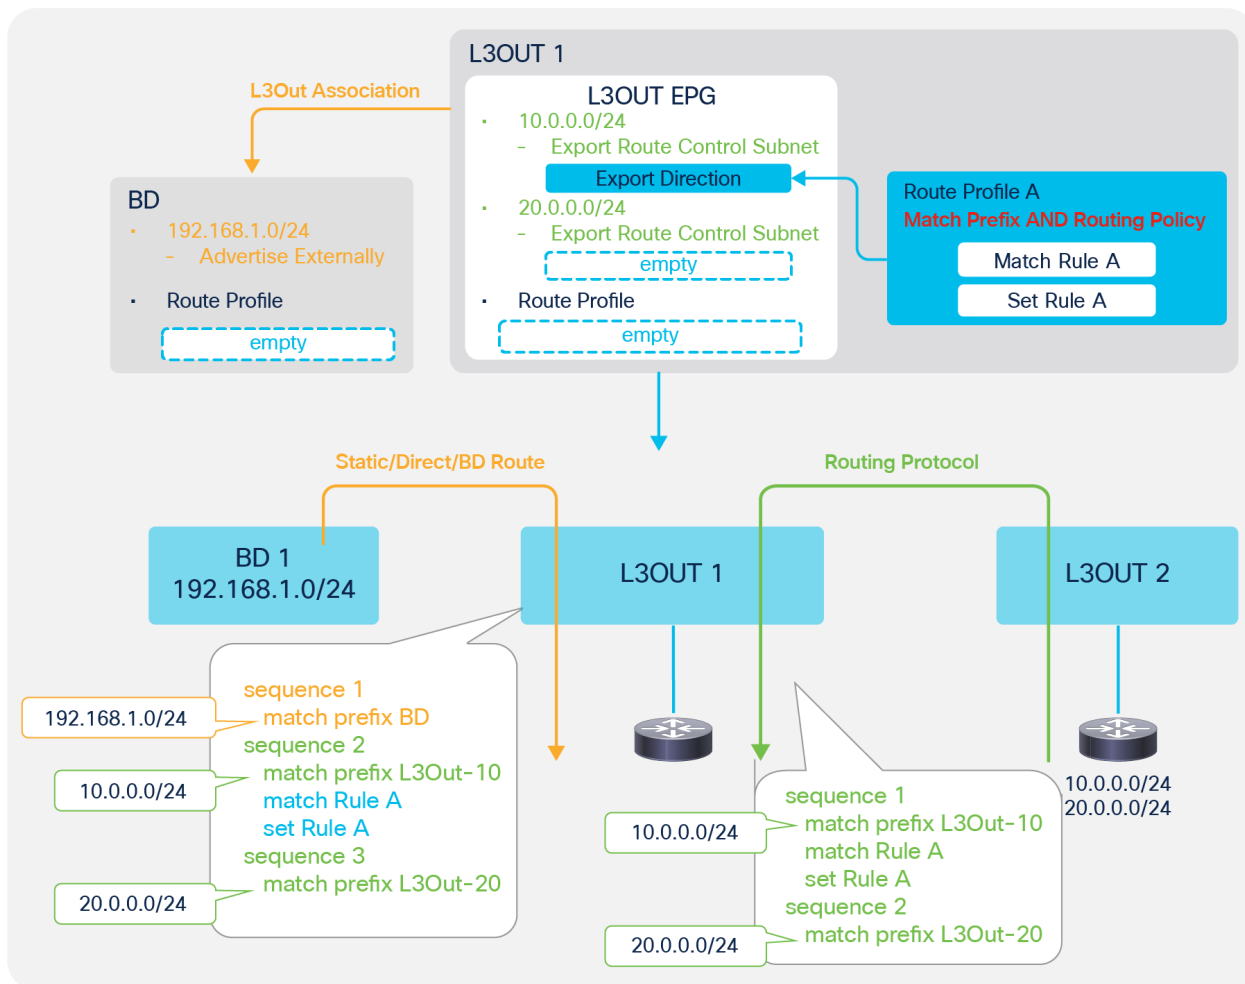 L3OUT 1
L3Out Association
L3OUT EPG
· 10.0.0.0/24
– Export Route Control Subnet
Export Direction
· 20.0.0.0/24
– Export Route Control Subnet
empty
· Route Profile
empty
BD
· 192.168.1.0/24
– Advertise Externally
· Route Profile
empty
Route Profile A
Match Prefix AND Routing Policy
Match Rule A
Set Rule A
Static/Direct/BD Route
Routing Protocol
BD 1
192.168.1.0/24
L3OUT 1
L3OUT 2
sequence 1
match prefix BD
sequence 2
match prefix L3Out-10
match Rule A
set Rule A
sequence 3
match prefix L3Out-20
192.168.1.0/24
10.0.0.0/24
20.0.0.0/24
10.0.0.0/24
20.0.0.0/24
sequence 1
match prefix L3Out-10
match Rule A
set Rule A
sequence 2
match prefix L3Out-20
10.0.0.0/24
20.0.0.0/24